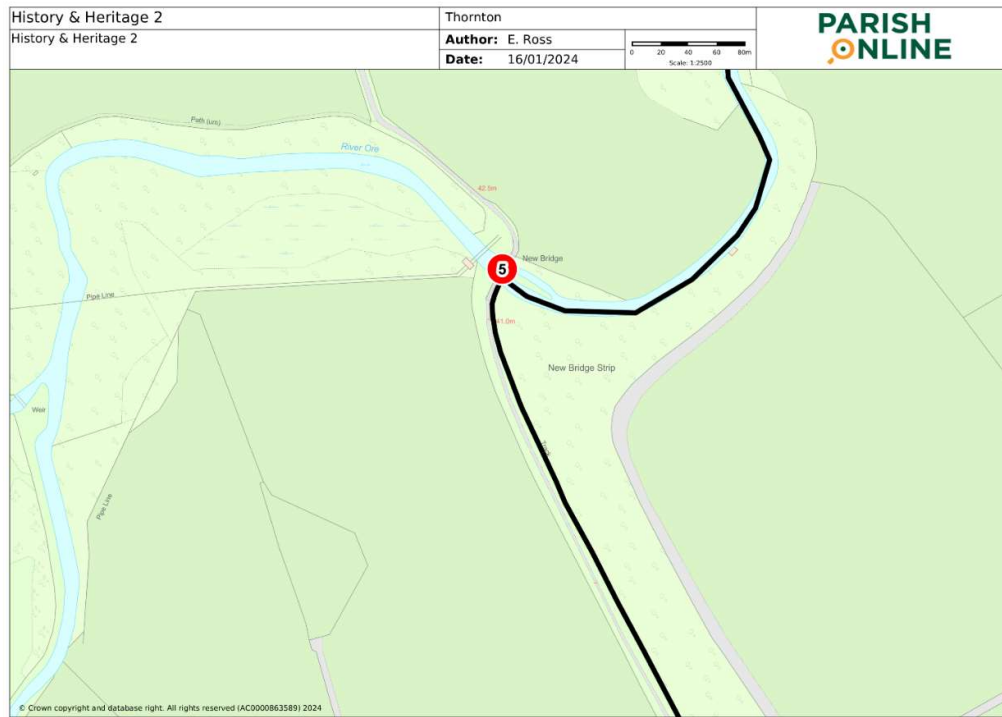 History & Heritage 2
History & Heritage 2
Thornton
Author: E. Ross
Date: 16/01/2024
0 20 40 60 80m
Scale: 1:2500
PARISH
ONLINE
Path (um)
River Ore
42.5m
New Bridge
5
Pipe Line
41.0m
New Bridge Strip
Weir
Track
Pipe Line
© Crown copyright and database right. All rights reserved (AC0000863589) 2024